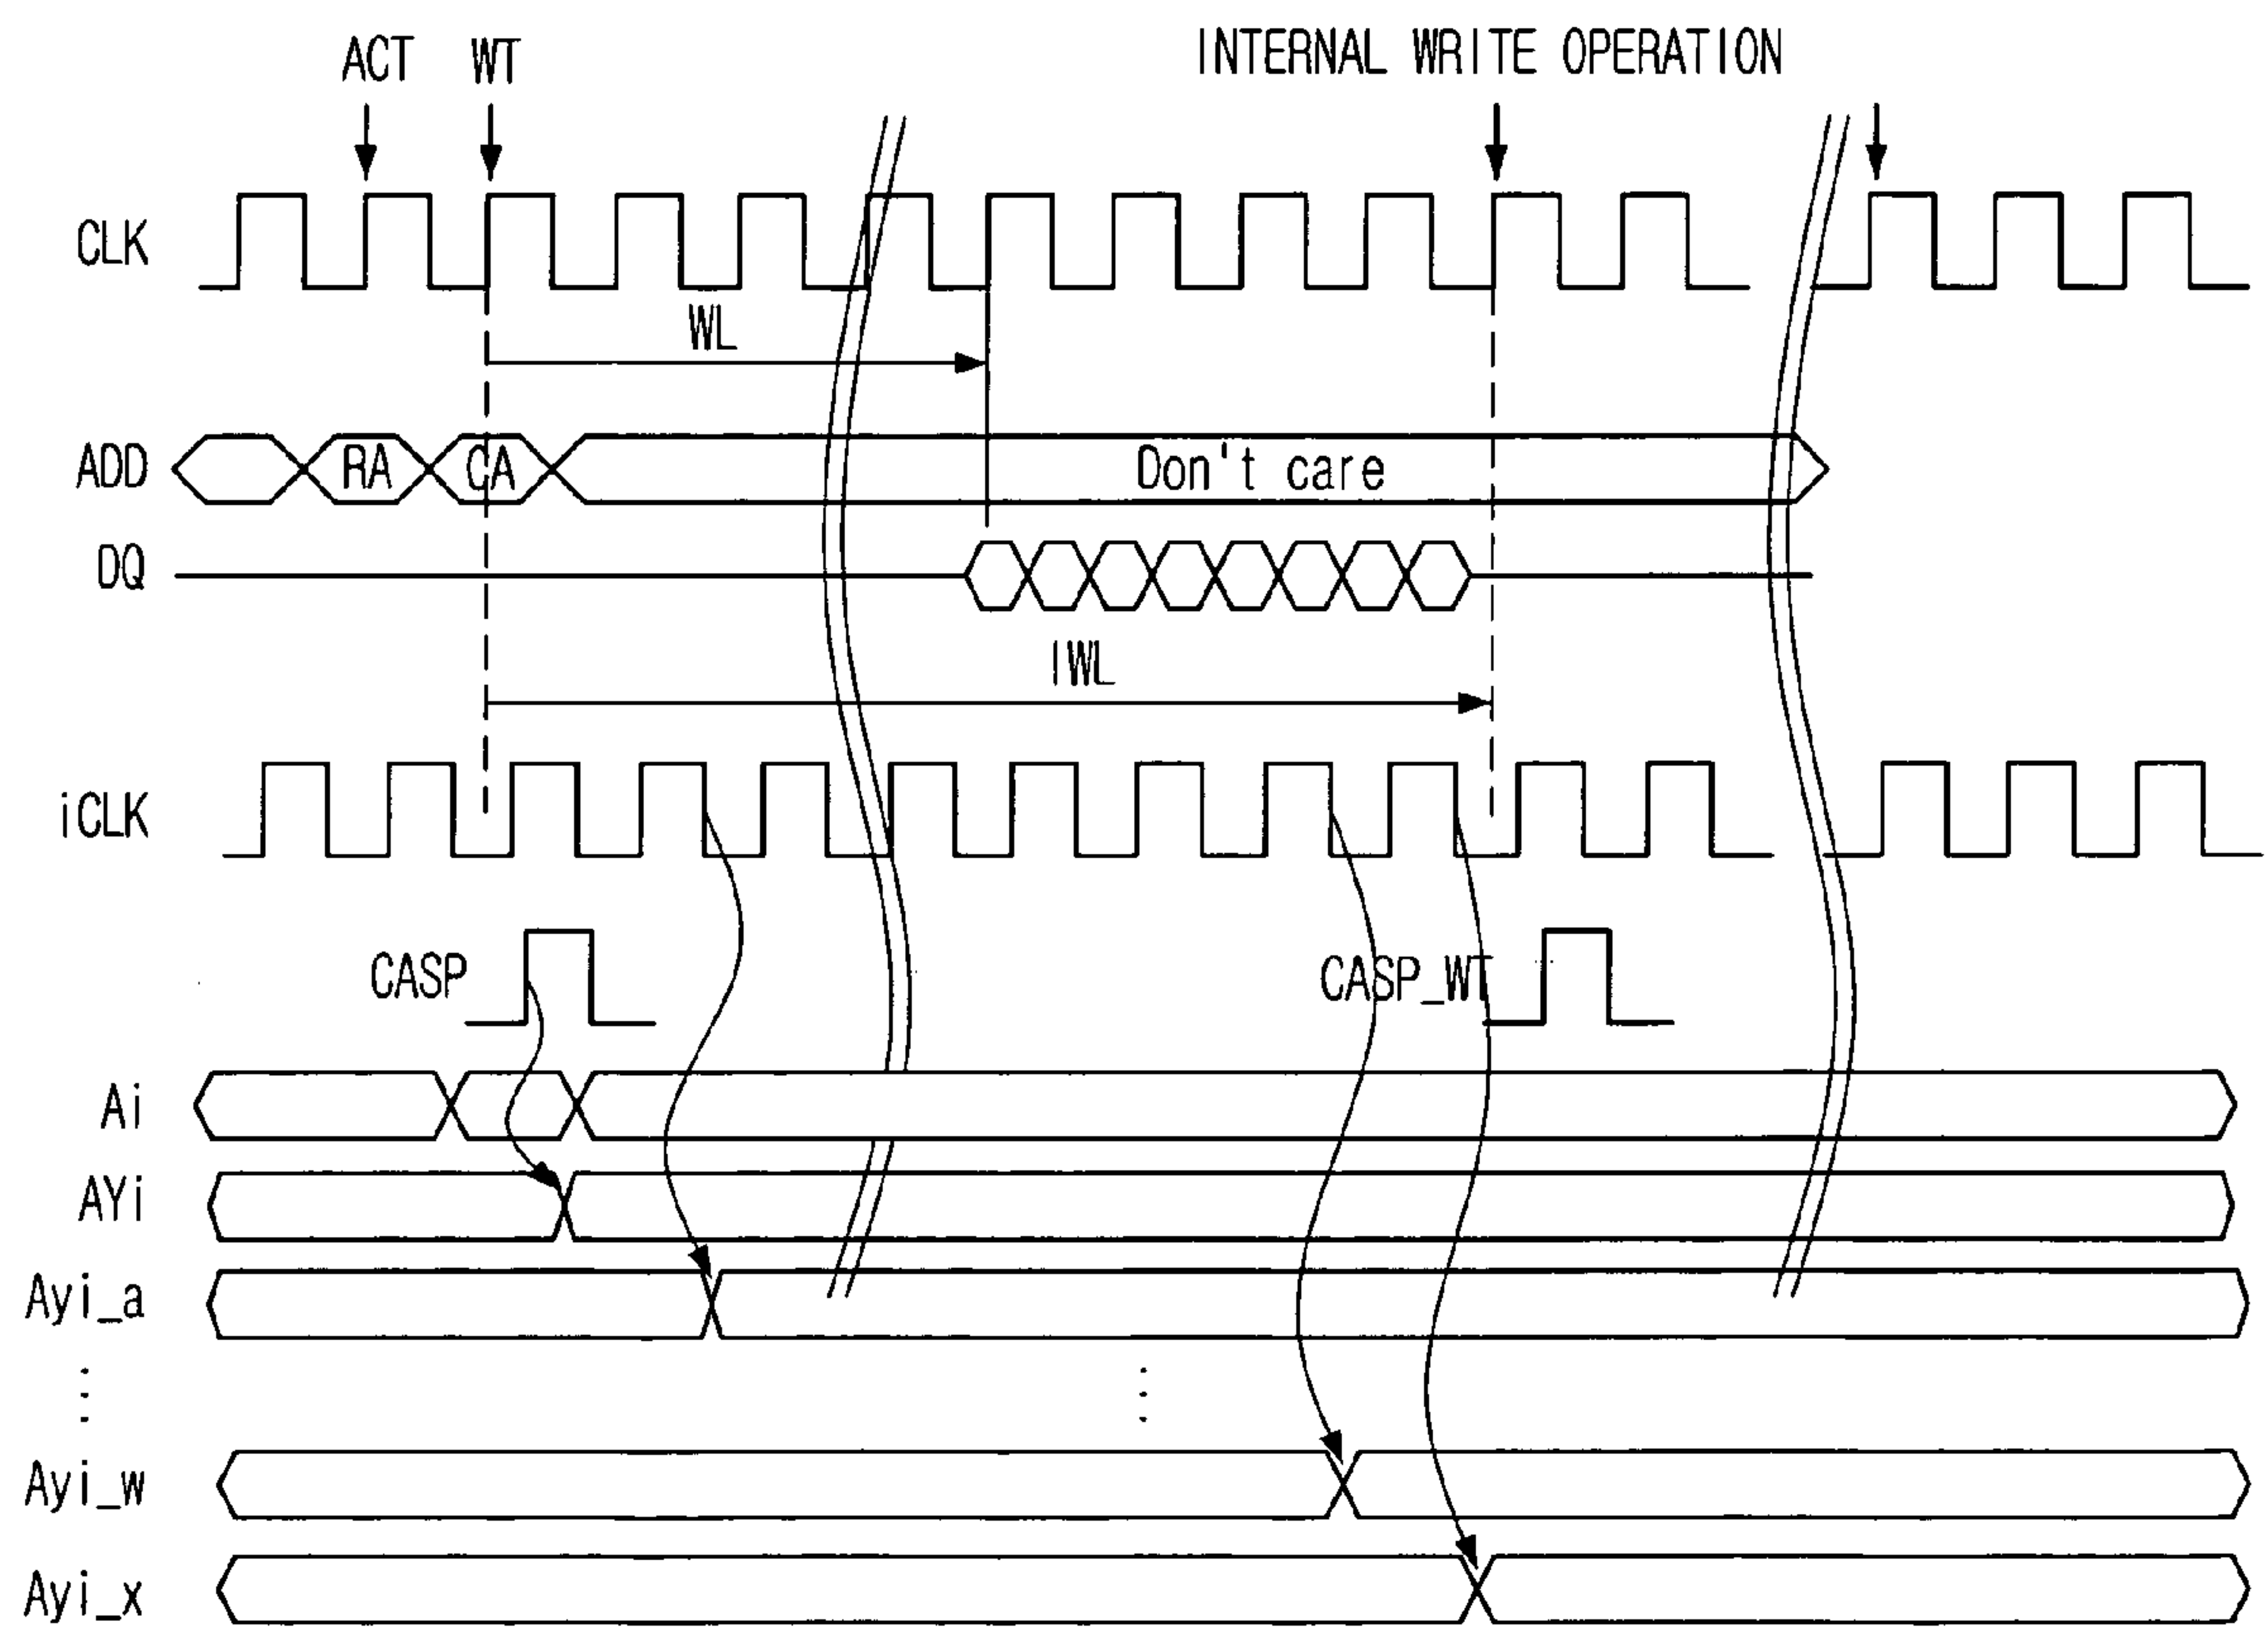 ACT WT INTERNAL WRITE OPERATION
CLK
WL
ADD RA CA Don't care
DQ
IWL
iCLK
CASP CASP_WT
Ai
AYi
Ayi_a
Ayi_w
Ayi_x